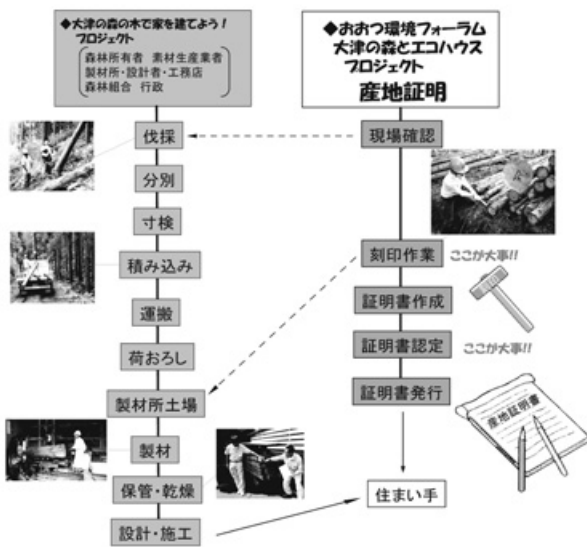 ◆大津の森の木で家を建てよう!
プロジェクト
森林所有者 素材生産業者
製材所・設計者・工務店
森林組合 行政
伐採
分別
寸検
積み込み
運搬
荷おろし
製材所土場
製材
保管・乾燥
設計・施工
◆おおつ環境フォーラム
大津の森とエコハウス
プロジェクト
産地証明
現場確認
刻印作業
ここが大事!!
証明書作成
証明書認定
ここが大事!!
証明書発行
産地証明書
住まい手